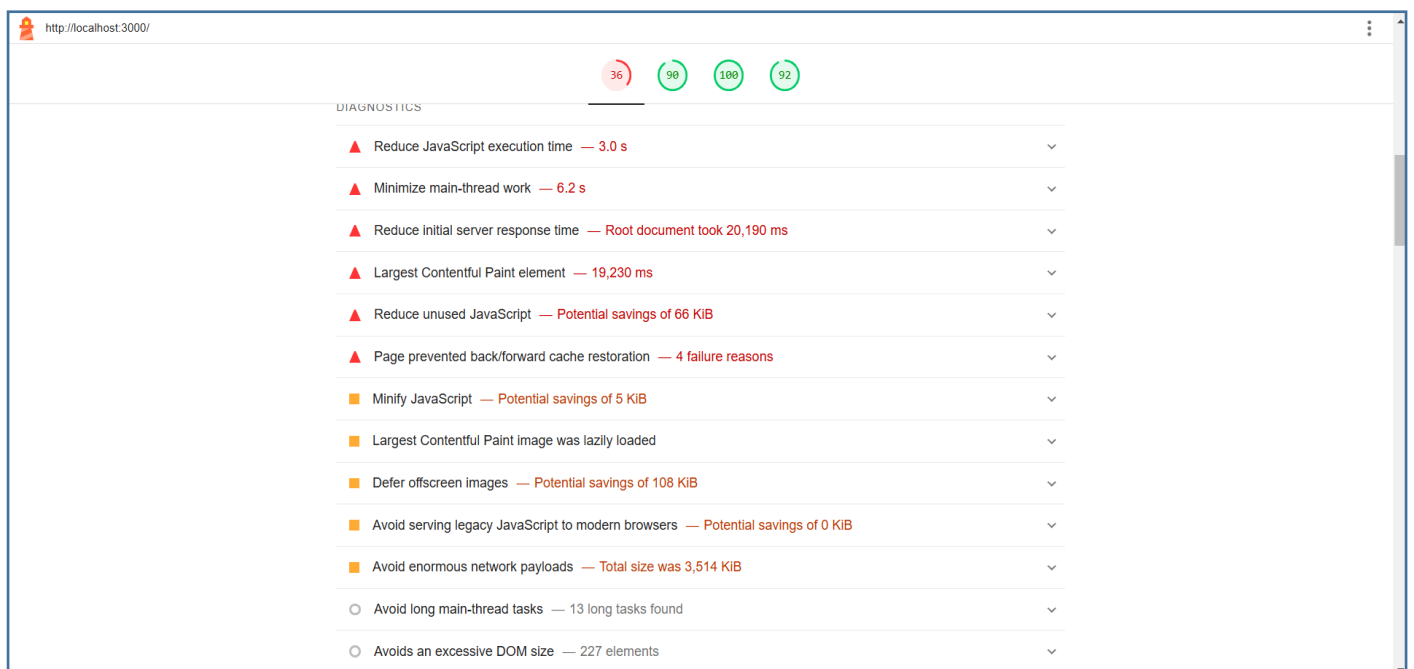 http://localhost:3000/
36 90 100 92
DIAGNOSTICS
Reduce JavaScript execution time — 3.0 s
Minimize main-thread work — 6.2 s
Reduce initial server response time — Root document took 20,190 ms
Largest Contentful Paint element — 19,230 ms
Reduce unused JavaScript — Potential savings of 66 KiB
Page prevented back/forward cache restoration — 4 failure reasons
Minify JavaScript — Potential savings of 5 KiB
Largest Contentful Paint image was lazily loaded
Defer offscreen images — Potential savings of 108 KiB
Avoid serving legacy JavaScript to modern browsers — Potential savings of 0 KiB
Avoid enormous network payloads — Total size was 3,514 KiB
Avoid long main-thread tasks — 13 long tasks found
Avoids an excessive DOM size — 227 elements